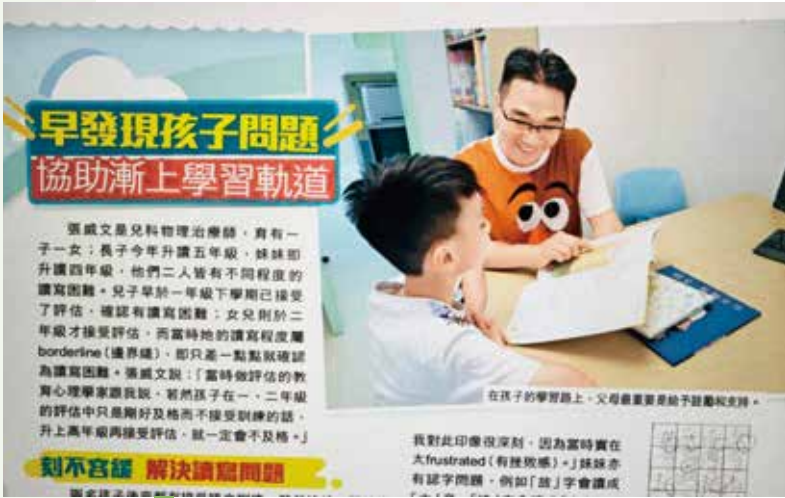 早發現孩子問題
協助漸上學習軌道
張威文是兒科物理治療師，育有一
子一女；長子今年升讀五年級，妹妹即
升讀四年級，他們二人皆有不同程度的
讀寫困難。兒子早於一年級下學期已接受
了評估，確認有讀寫困難；女兒則於二
年級才接受評估，而當時她的讀寫程度屬
borderline（邊界緣），即只差一點點就確認
為讀寫困難。張威文說：「當時做評估的教
育心理學家跟我說，若然孩子在一、二年級
的評估中只是剛好及格而不接受訓練的話，
升上高年級再接受評估，就一定會不及格。」
刻不容緩 解決讀寫問題
在孩子的學習路上，父母最重要是給予鼓勵和支持。
我對此印像很深刻，因為當時實在
太frustrated（有挫敗感）。」妹妹亦
有認字問題，例如「故」字會讀成